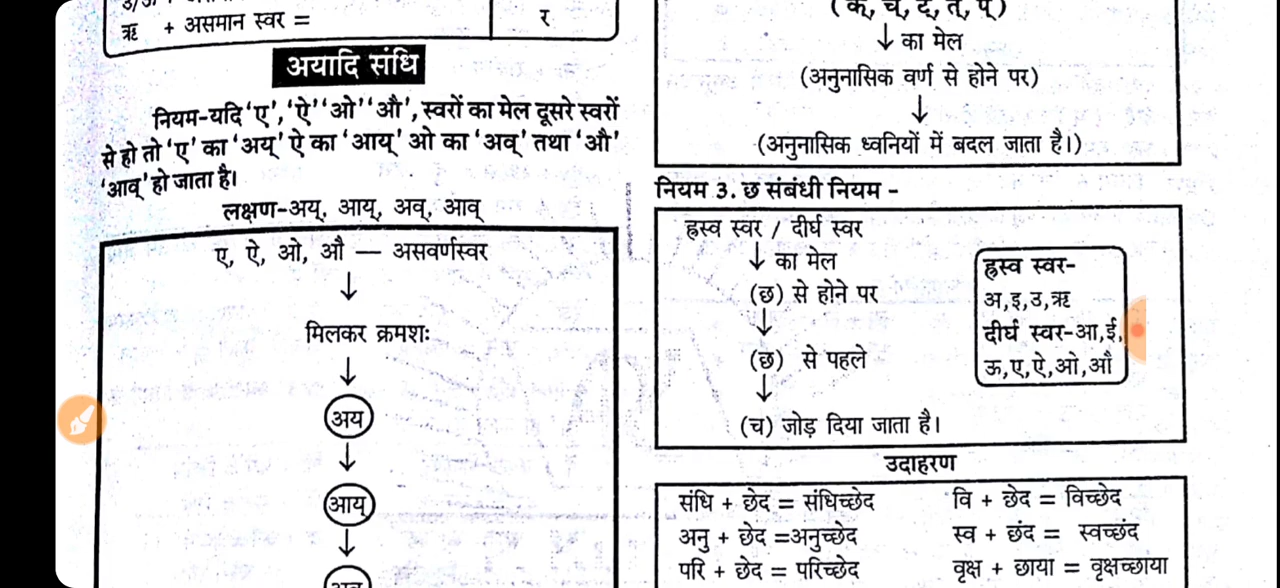 ऋ + असमान स्वर =
र
अयादि संधि
नियम-यदि ‘ए’, ‘ऐ’‘ओ’‘औ’, स्वरों का मेल दूसरे स्वरों
से हो तो ‘ए’ का ‘अय्’ ऐ का ‘आय्’ ओ का ‘अव्’ तथा ‘औ’
‘आव्’ हो जाता है।
लक्षण-अय्, आय्, अव्, आव्
ए, ऐ, ओ, औ — असवर्णस्वर
↓
मिलकर क्रमशः
↓
अय
↓
आय्
↓
(क्, च्, ट्, त्, प्)
↓ का मेल
(अनुनासिक वर्ण से होने पर)
↓
(अनुनासिक ध्वनियों में बदल जाता है।)
नियम 3. छ संबंधी नियम -
ह्रस्व स्वर / दीर्घ स्वर
↓ का मेल
(छ) से होने पर
↓
(छ) से पहले
↓
(च) जोड़ दिया जाता है।
ह्रस्व स्वर-
अ,इ,उ,ऋ
दीर्घ स्वर-आ,ई,
ऊ,ए,ऐ,ओ,औ
उदाहरण
संधि + छेद = संधिच्छेद वि + छेद = विच्छेद
अनु + छेद =अनुच्छेद स्व + छंद = स्वच्छंद
परि + छेद = परिच्छेद वृक्ष + छाया = वृक्षच्छाया